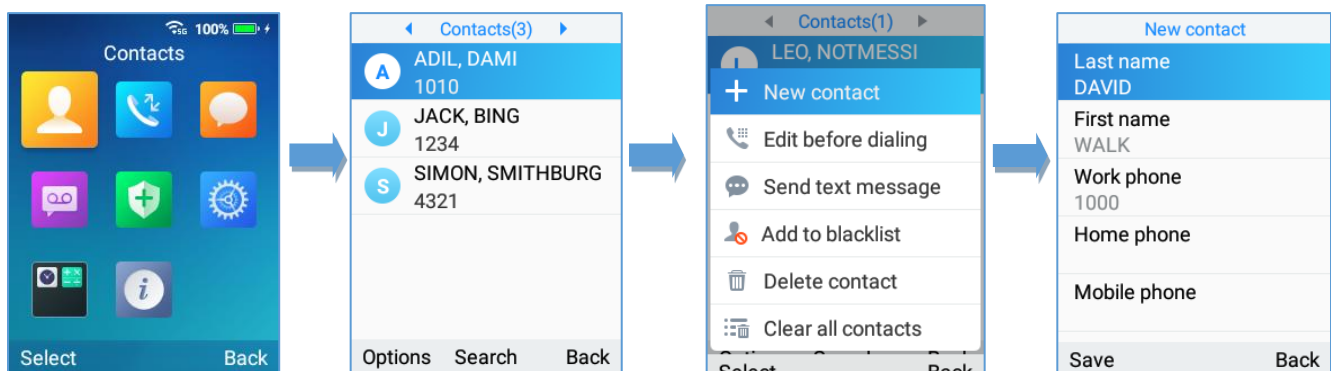 5G 100%
Contacts
Select Back
Contacts(3)
A
ADIL, DAMI
1010
J
JACK, BING
1234
S
SIMON, SMITHBURG
4321
Options Search Back
Contacts(1)
LEO, NOTMESSI
New contact
Edit before dialing
Send text message
Add to blacklist
Delete contact
Clear all contacts
Select Back
New contact
Last name
DAVID
First name
WALK
Work phone
1000
Home phone
Mobile phone
Save Back